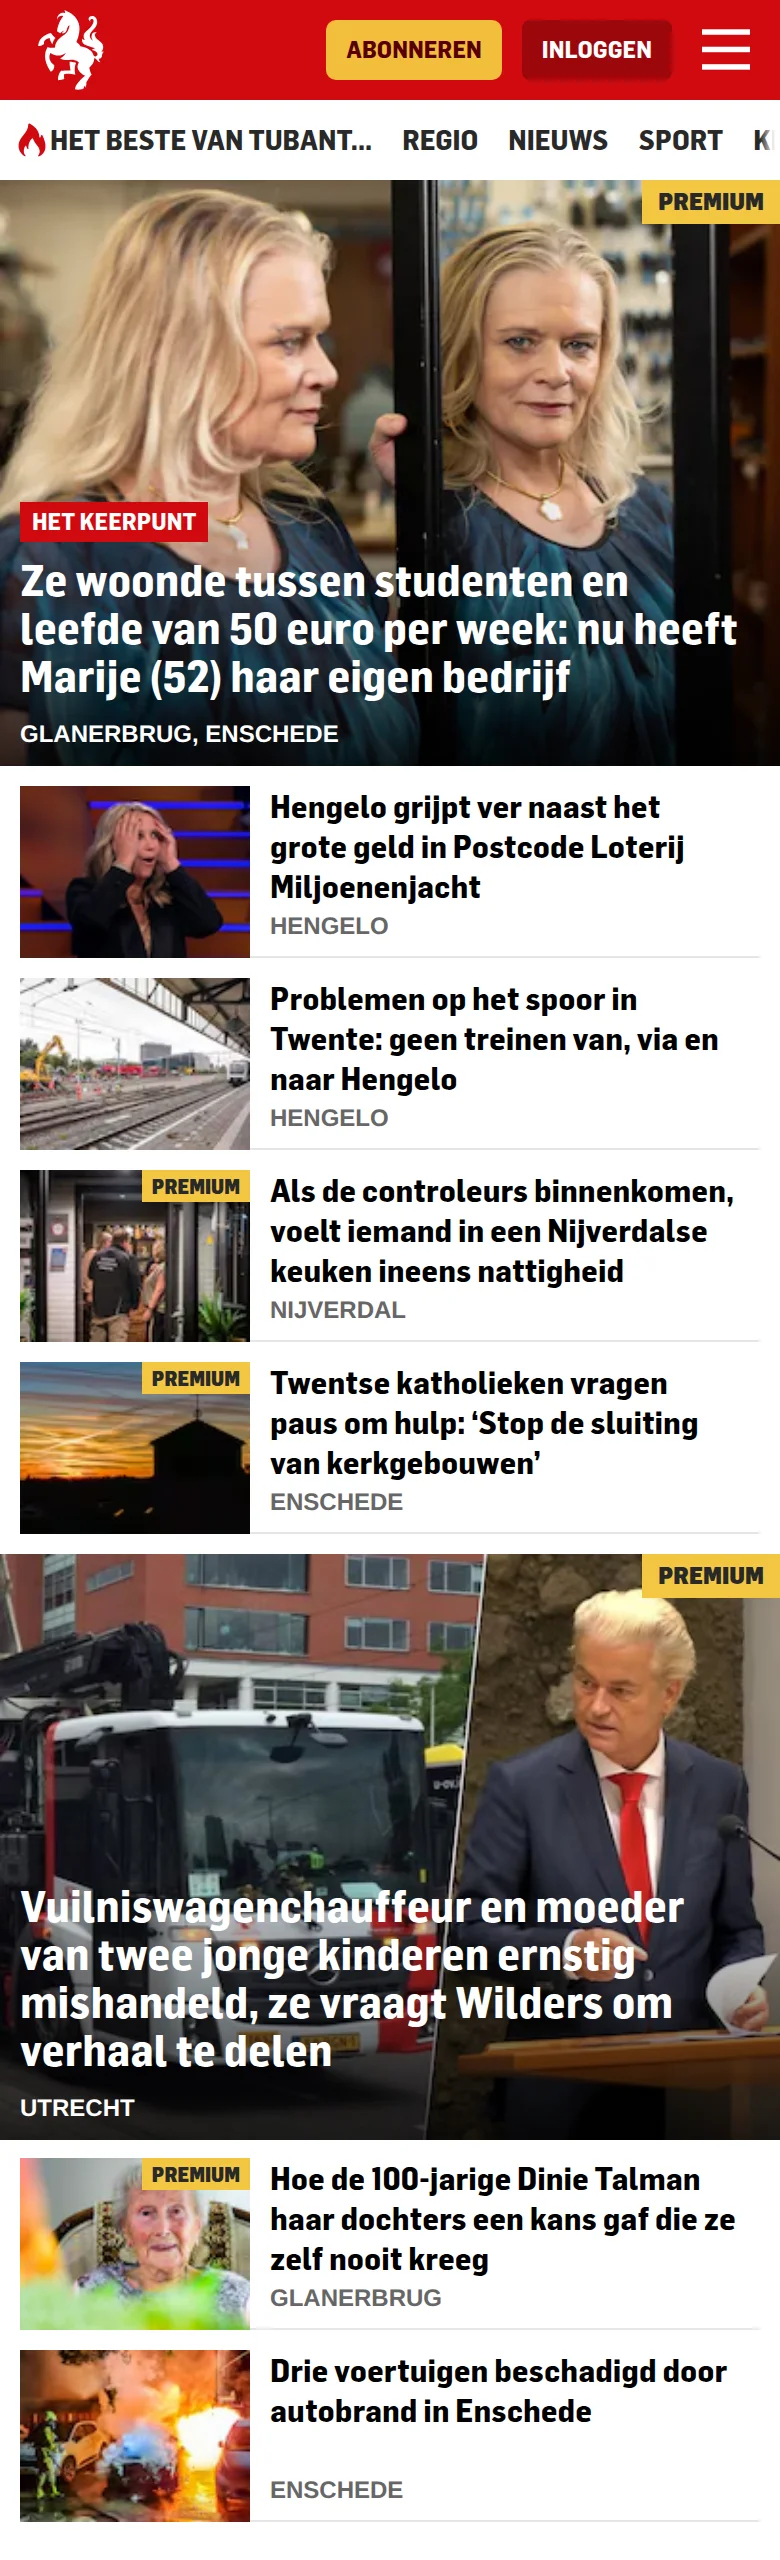 ABONNEREN
INLOGGEN
HET BESTE VAN TUBANT...
REGIO
NIEUWS
SPORT
PREMIUM
HET KEERPUNT
Ze woonde tussen studenten en
leefde van 50 euro per week: nu heeft
Marije (52) haar eigen bedrijf
GLANERBRUG, ENSCHEDE
Hengelo grijpt ver naast het
grote geld in Postcode Loterij
Miljoenenjacht
HENGELO
Problemen op het spoor in
Twente: geen treinen van, via en
naar Hengelo
HENGELO
PREMIUM
Als de controleurs binnenkomen,
voelt iemand in een Nijverdalse
keuken ineens nattigheid
NIJVERDAL
PREMIUM
Twentse katholieken vragen
paus om hulp: ‘Stop de sluiting
van kerkgebouwen’
ENSCHEDE
PREMIUM
Vuilniswagenchauffeur en moeder
van twee jonge kinderen ernstig
mishandeld, ze vraagt Wilders om
verhaal te delen
UTRECHT
PREMIUM
Hoe de 100-jarige Dinie Talman
haar dochters een kans gaf die ze
zelf nooit kreeg
GLANERBRUG
Drie voertuigen beschadigd door
autobrand in Enschede
ENSCHEDE